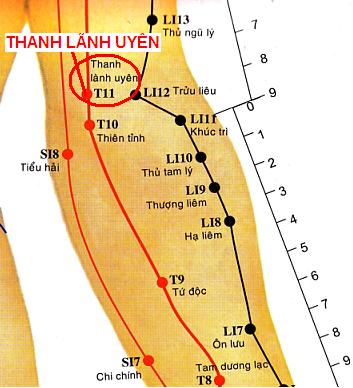 LI13
Thủ ngũ lý
7
8
THANH LÃNH UYÊN
Thanh
lãnh uyên
T11
LI12
Trửu liêu
9
0
LI11
Khúc trì
T10
Thiên tỉnh
1
SI8
Tiểu hải
LI10
Thủ tam lý
2
LI9
Thượng liêm
3
LI8
Hạ liêm
4
5
6
T9
Tứ độc
7
LI7
Ôn lưu
8
SI7
Chi chính
Tam dương lạc
T8
9